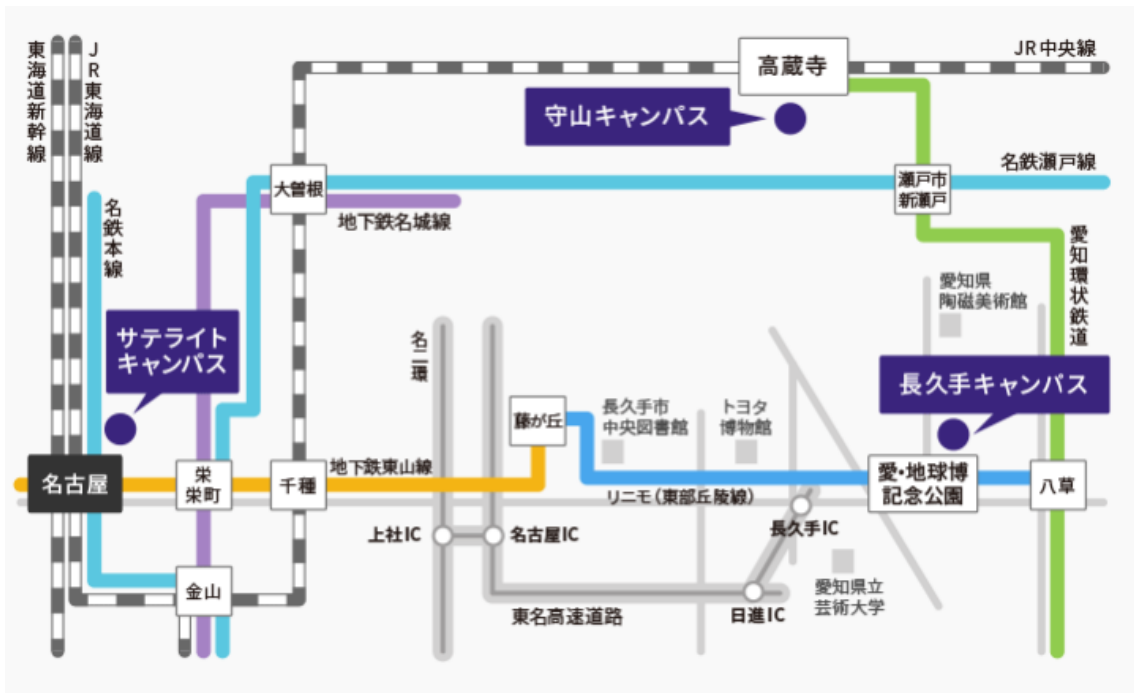 東海道新幹線
JR東海道線
JR中央線
高蔵寺
守山キャンパス
名鉄瀬戸線
大曽根
瀬戸市
新瀬戸
地下鉄名城線
名鉄本線
愛知環状鉄道
愛知県
陶磁美術館
サテライト
キャンパス
名二環
長久手キャンパス
藤が丘
長久手市
中央図書館
トヨタ
博物館
名古屋
栄
栄町
千種
地下鉄東山線
リニモ(東部丘陵線)
愛・地球博
記念公園
八草
上社IC
名古屋IC
長久手IC
金山
東名高速道路
日進IC
愛知県立
芸術大学